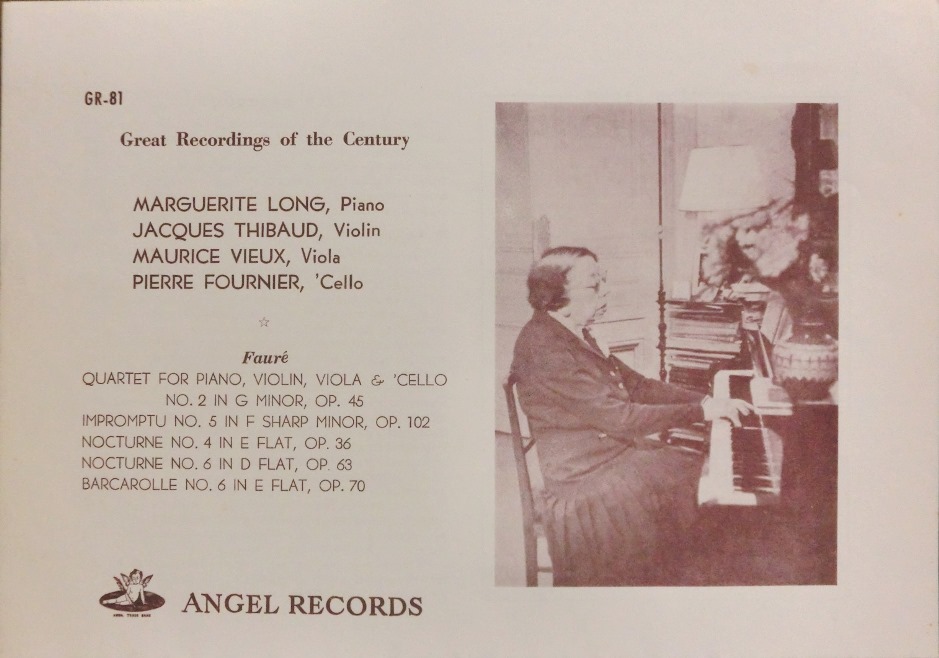 GR-81
Great Recordings of the Century
MARGUERITE LONG, Piano
JACQUES THIBAUD, Violin
MAURICE VIEUX, Viola
PIERRE FOURNIER, 'Cello
Fauré
QUARTET FOR PIANO, VIOLIN, VIOLA & 'CELLO
NO. 2 IN G MINOR, OP. 45
IMPROMPTU NO. 5 IN F SHARP MINOR, OP. 102
NOCTURNE NO. 4 IN E FLAT, OP. 36
NOCTURNE NO. 6 IN D FLAT, OP. 63
BARCAROLLE NO. 6 IN E FLAT, OP. 70
ANGEL RECORDS